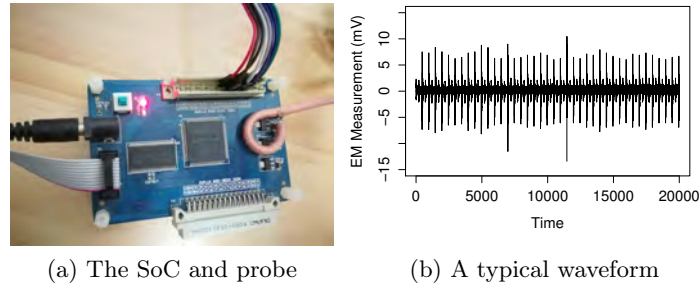 EM Measurement (mV)
10
5
0
−5
−15
0
5000
10000
15000
20000
Time
(a) The SoC and probe
(b) A typical waveform